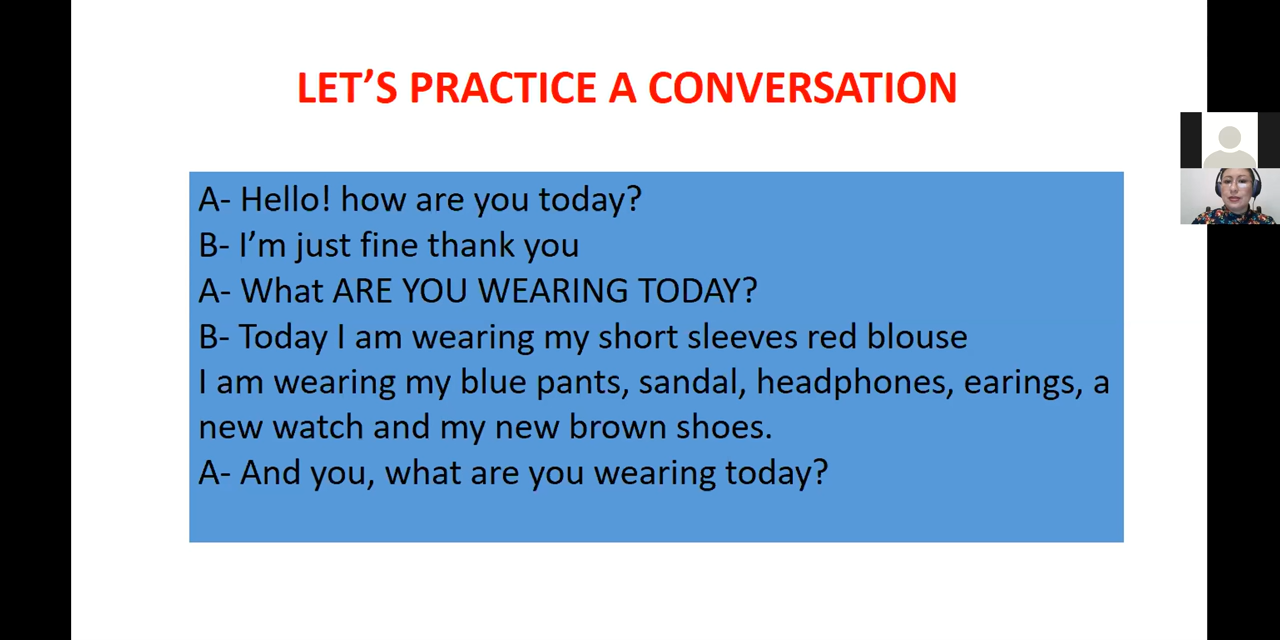 LET’S PRACTICE A CONVERSATION
A- Hello! how are you today?
B- I’m just fine thank you
A- What ARE YOU WEARING TODAY?
B- Today I am wearing my short sleeves red blouse
I am wearing my blue pants, sandal, headphones, earings, a
new watch and my new brown shoes.
A- And you, what are you wearing today?